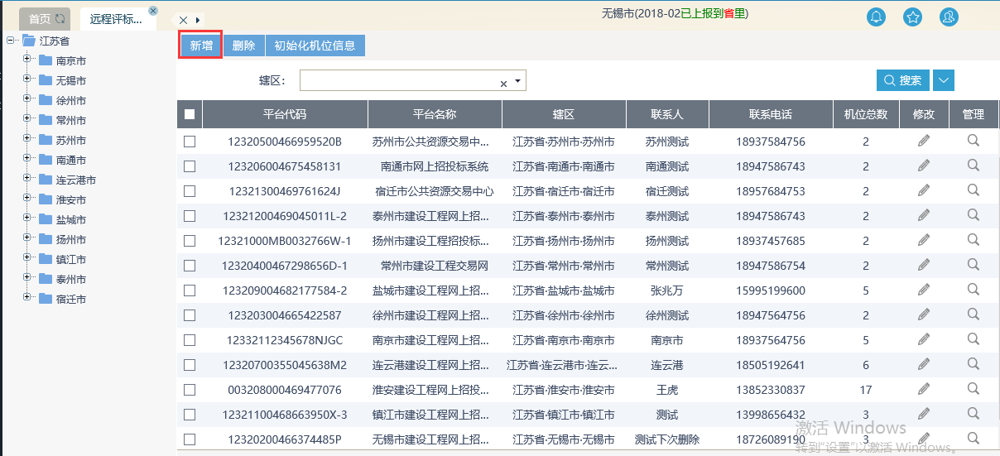 首页 远程评标... 无锡市(2018-02已上报到省里)
江苏省
南京市
无锡市
徐州市
常州市
苏州市
南通市
连云港市
淮安市
盐城市
扬州市
镇江市
泰州市
宿迁市
新增 删除 初始化机位信息
辖区： 搜索
平台代码 平台名称 辖区 联系人 联系电话 机位总数 修改 管理
12320500466959520B 苏州市公共资源交易中... 江苏省·苏州市·苏州市 苏州测试 18937584756 2
123206004675458131 南通市网上招投标系统 江苏省·南通市·南通市 南通测试 18947586743 2
12321300469761624J 宿迁市公共资源交易中心 江苏省·宿迁市·宿迁市 宿迁测试 18957684753 2
12321200469045011L-2 泰州市建设工程网上招... 江苏省·泰州市·泰州市 泰州测试 18947586743 2
12321000MB0032766W-1 扬州市建设工程招投标... 江苏省·扬州市·扬州市 扬州测试 18937457685 2
12320400467298656D-1 常州市建设工程交易网 江苏省·常州市·常州市 常州测试 18947586754 2
123209004682177584-2 盐城市建设工程网上招... 江苏省·盐城市·盐城市 张兆万 15995199600 5
123203004665422587 徐州市建设工程网上招... 江苏省·徐州市·徐州市 徐州测试 18947564756 2
12332112345678NJGC 南京市建设工程网上招... 江苏省·南京市·南京市 南京市 18937564756 5
12320700355045638M2 连云港建设工程网上招... 江苏省·连云港市·连云... 连云港 18505192641 6
003208000469477076 淮安建设工程网上招投... 江苏省·淮安市·淮安市 王虎 13852330837 17
12321100468663950X-3 镇江市建设工程网上招... 江苏省·镇江市·镇江市 测试 13998656432 3
12320200466374485P 无锡市建设工程网上招... 江苏省·无锡市·无锡市 测试下次删除 18726089190 3
激活 Windows
转到"设置"以激活 Windows。